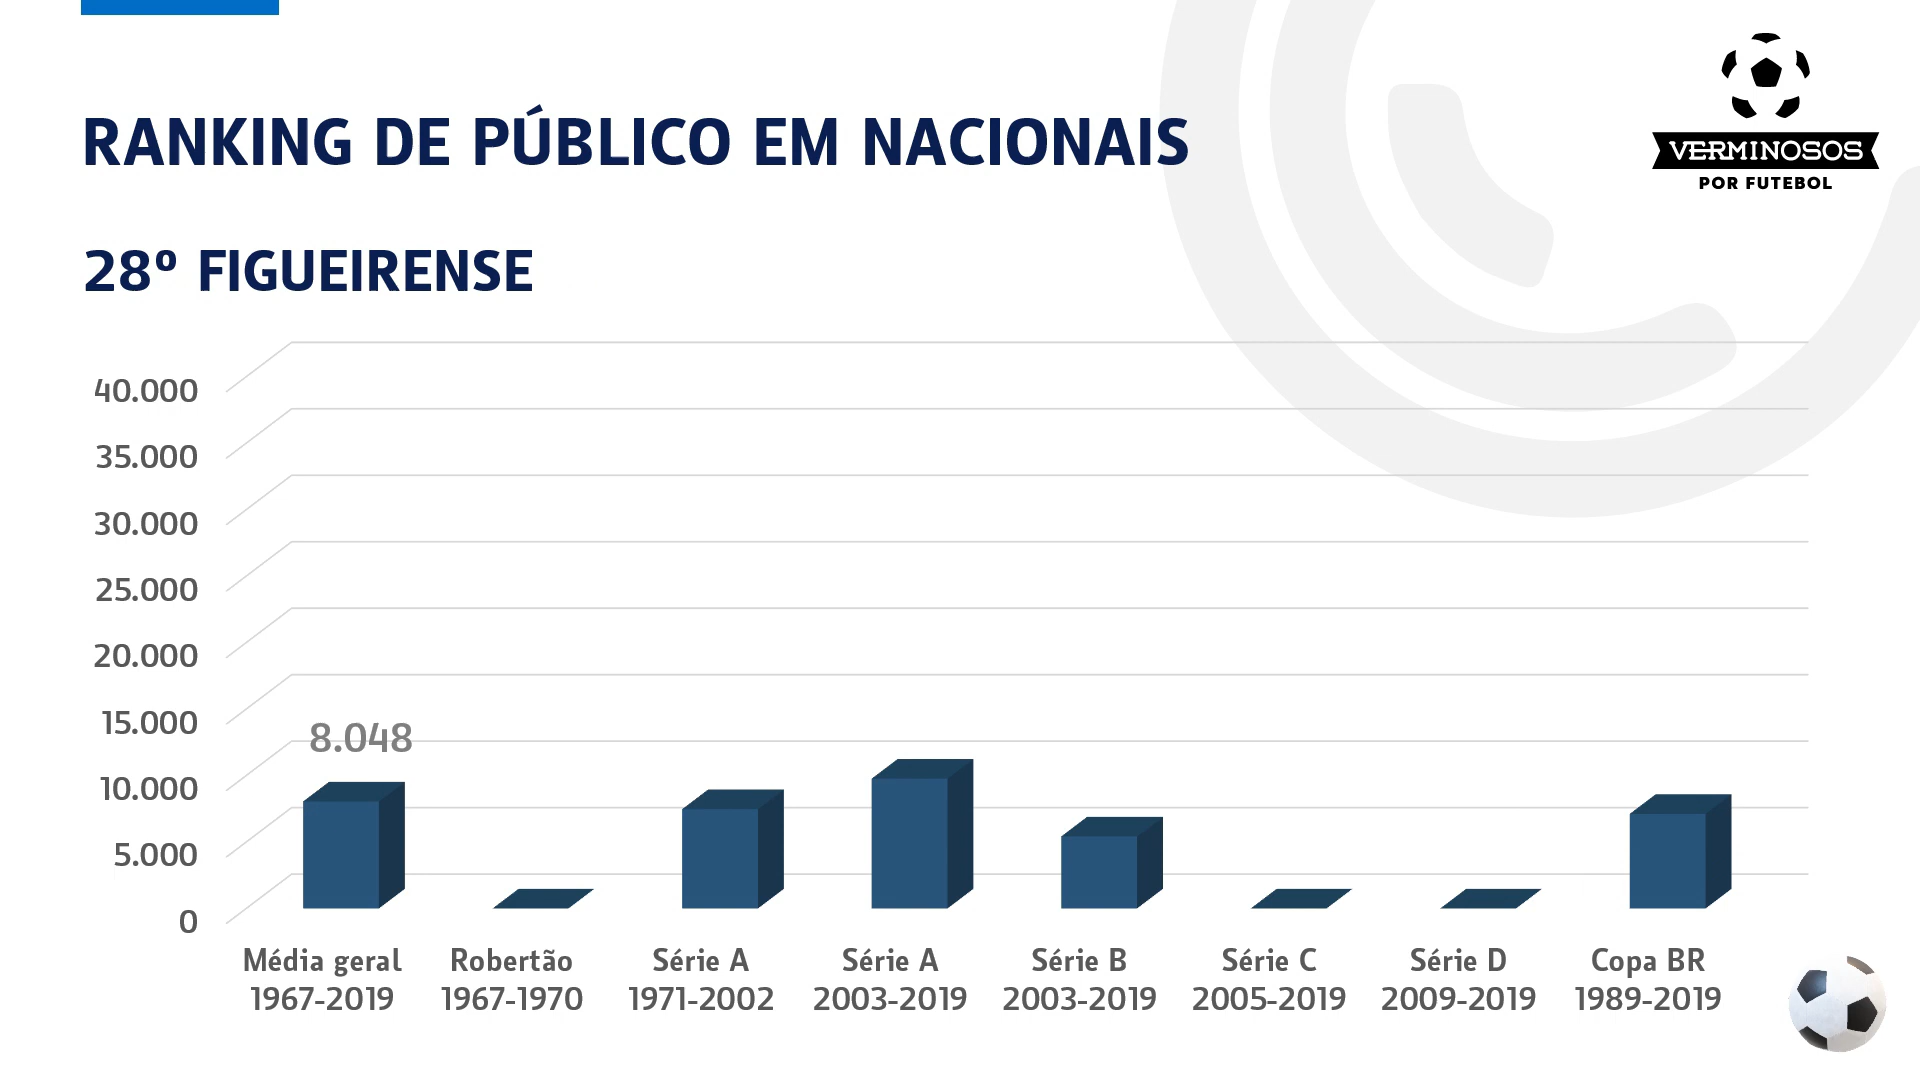 VERMINOSOS
POR FUTEBOL
RANKING DE PÚBLICO EM NACIONAIS
28º FIGUEIRENSE
40.000
35.000
30.000
25.000
20.000
15.000
10.000
5.000
0
8.048
Média geral
1967-2019
Robertão
1967-1970
Série A
1971-2002
Série A
2003-2019
Série B
2003-2019
Série C
2005-2019
Série D
2009-2019
Copa BR
1989-2019